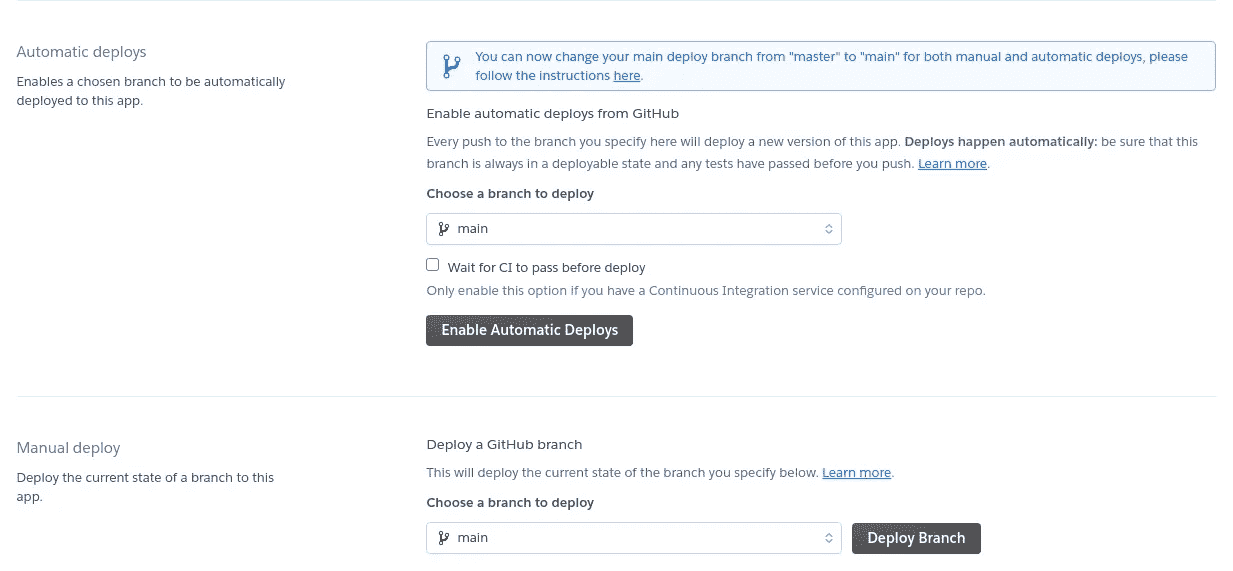 Automatic deploys
Enables a chosen branch to be automatically
deployed to this app.
You can now change your main deploy branch from "master" to "main" for both manual and automatic deploys, please
follow the instructions here.
Enable automatic deploys from GitHub
Every push to the branch you specify here will deploy a new version of this app. Deploys happen automatically: be sure that this
branch is always in a deployable state and any tests have passed before you push. Learn more.
Choose a branch to deploy
main
Wait for CI to pass before deploy
Only enable this option if you have a Continuous Integration service configured on your repo.
Enable Automatic Deploys
Manual deploy
Deploy the current state of a branch to this
app.
Deploy a GitHub branch
This will deploy the current state of the branch you specify below. Learn more.
Choose a branch to deploy
main
Deploy Branch